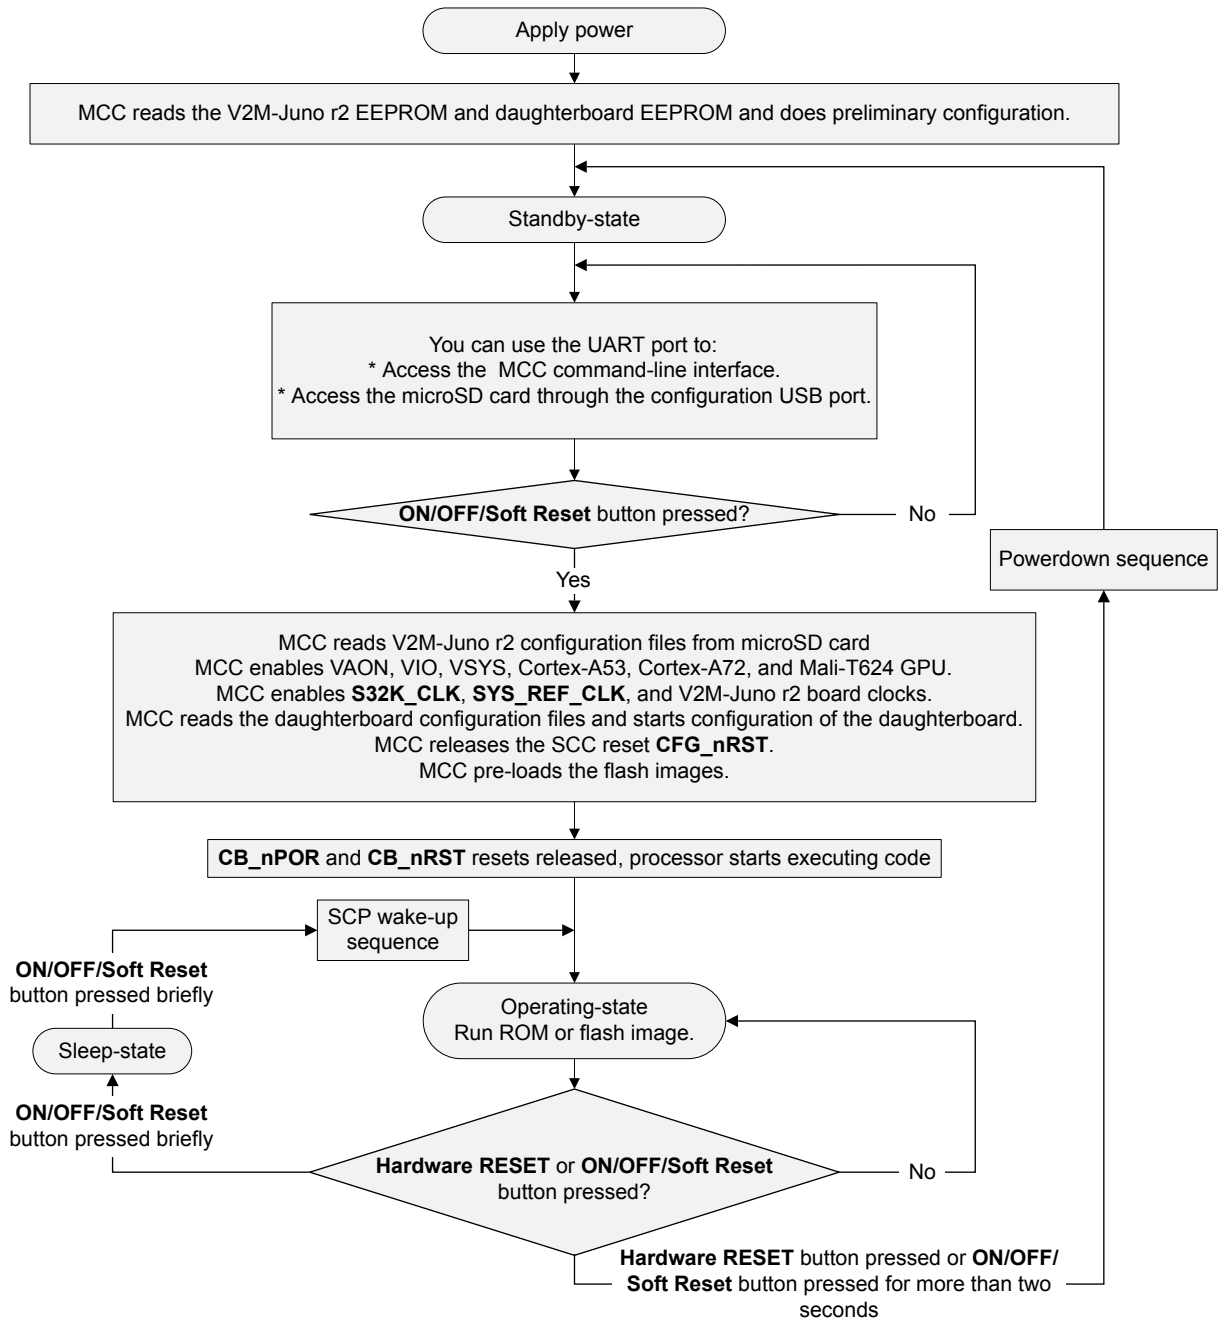 Apply power
MCC reads the V2M-Juno r2 EEPROM and daughterboard EEPROM and does preliminary configuration.
Standby-state
You can use the UART port to:
* Access the MCC command-line interface.
* Access the microSD card through the configuration USB port.
ON/OFF/Soft Reset button pressed?
No
Powerdown sequence
Yes
MCC reads V2M-Juno r2 configuration files from microSD card
MCC enables VAON, VIO, VSYS, Cortex-A53, Cortex-A72, and Mali-T624 GPU.
MCC enables S32K_CLK, SYS_REF_CLK, and V2M-Juno r2 board clocks.
MCC reads the daughterboard configuration files and starts configuration of the daughterboard.
MCC releases the SCC reset CFG_nRST.
MCC pre-loads the flash images.
CB_nPOR and CB_nRST resets released, processor starts executing code
SCP wake-up
sequence
ON/OFF/Soft Reset
button pressed briefly
Operating-state
Run ROM or flash image.
Sleep-state
ON/OFF/Soft Reset
button pressed briefly
Hardware RESET or ON/OFF/Soft Reset
button pressed?
No
Hardware RESET button pressed or ON/OFF/
Soft Reset button pressed for more than two
seconds